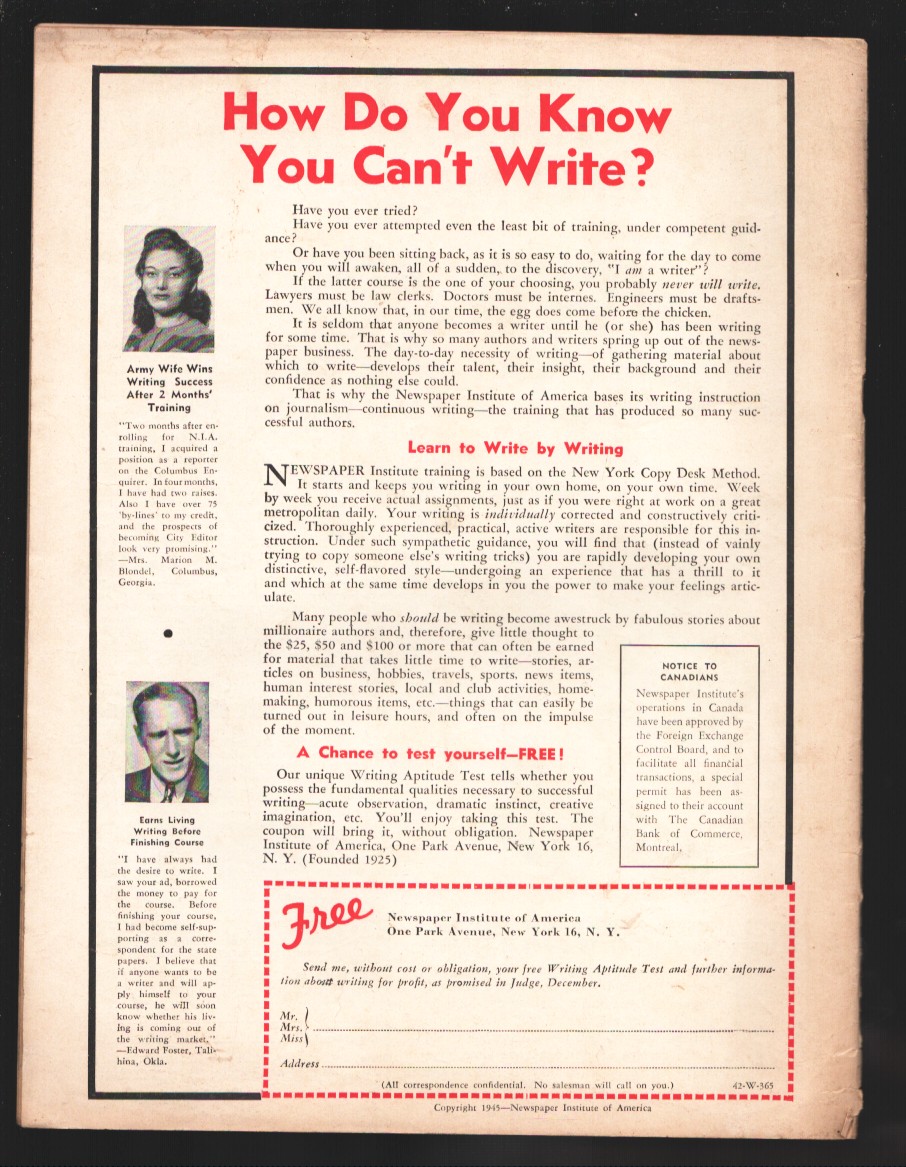 How Do You Know
You Can't Write?
Have you ever tried?
Have you ever attempted even the least bit of training, under competent guid-
ance?
Or have you been sitting back, as it is so easy to do, waiting for the day to come
when you will awaken, all of a sudden, to the discovery, "I am a writer"?
If the latter course is the one of your choosing, you probably never will write.
Lawyers must be law clerks. Doctors must be internes. Engineers must be drafts-
men. We all know that, in our time, the egg does come before the chicken.
It is seldom that anyone becomes a writer until he (or she) has been writing
for some time. That is why so many authors and writers spring up out of the news-
paper business. The day-to-day necessity of writing—of gathering material about
which to write—develops their talent, their insight, their background and their
confidence as nothing else could.
That is why the Newspaper Institute of America bases its writing instruction
on journalism—continuous writing—the training that has produced so many suc-
cessful authors.
Learn to Write by Writing
NEWSPAPER Institute training is based on the New York Copy Desk Method.
It starts and keeps you writing in your own home, on your own time. Week
by week you receive actual assignments, just as if you were right at work on a great
metropolitan daily. Your writing is individually corrected and constructively criti-
cized. Thoroughly experienced, practical, active writers are responsible for this in-
struction. Under such sympathetic guidance, you will find that (instead of vainly
trying to copy someone else's writing tricks) you are rapidly developing your own
distinctive, self-flavored style—undergoing an experience that has a thrill to it
and which at the same time develops in you the power to make your feelings artic-
ulate.
Many people who should be writing become awestruck by fabulous stories about
millionaire authors and, therefore, give little thought to
the $25, $50 and $100 or more that can often be earned
for material that takes little time to write—stories, ar-
ticles on business, hobbies, travels, sports, news items,
human interest stories, local and club activities, home-
making, humorous items, etc.—things that can easily be
turned out in leisure hours, and often on the impulse
of the moment.
A Chance to test yourself—FREE!
Our unique Writing Aptitude Test tells whether you
possess the fundamental qualities necessary to successful
writing—acute observation, dramatic instinct, creative
imagination, etc. You'll enjoy taking this test. The
coupon will bring it, without obligation. Newspaper
Institute of America, One Park Avenue, New York 16,
N. Y. (Founded 1925)
Army Wife Wins
Writing Success
After 2 Months'
Training
"Two months after en-
rolling for N.I.A.
training, I acquired a
position as a reporter
on the Columbus En-
quirer. In four months,
I have had two raises.
Also I have over 75
'by-lines' to my credit,
and the prospects of
becoming City Editor
look very promising."
—Mrs. Marion M.
Blondel, Columbus,
Georgia.
Earns Living
Writing Before
Finishing Course
"I have always had
the desire to write. I
saw your ad, borrowed
the money to pay for
the course. Before
finishing your course,
I had become self-sup-
porting as a corre-
spondent for the state
papers. I believe that
if anyone wants to be
a writer and will ap-
ply himself to your
course, he will soon
know whether his liv-
ing is coming out of
the writing market."
—Edward Foster, Tali-
hina, Okla.
NOTICE TO
CANADIANS
Newspaper Institute's
operations in Canada
have been approved by
the Foreign Exchange
Control Board, and to
facilitate all financial
transactions, a special
permit has been as-
signed to their account
with The Canadian
Bank of Commerce,
Montreal.
Free
Newspaper Institute of America
One Park Avenue, New York 16, N. Y.
Send me, without cost or obligation, your free Writing Aptitude Test and further informa-
tion about writing for profit, as promised in Judge, December.
Mr.
Mrs.
Miss
Address
(All correspondence confidential. No salesman will call on you.) 42-W-365
Copyright 1945—Newspaper Institute of America